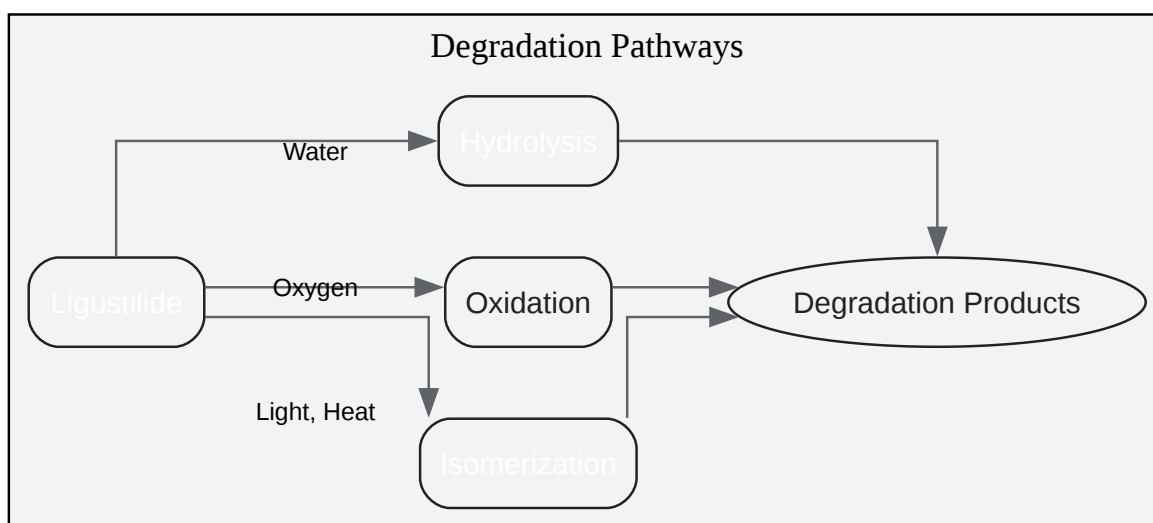 Degradation Pathways
Hydrolysis
Water
Ligustilide
Oxygen
Oxidation
Degradation Products
Light, Heat
Isomerization